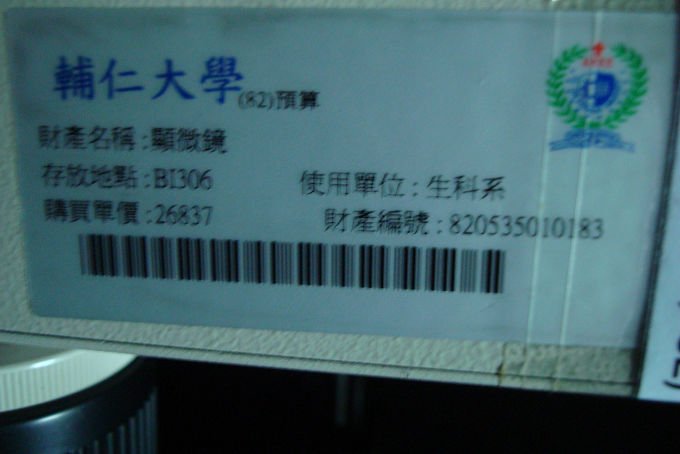 輔仁大學(82)預算
財產名稱:顯微鏡
存放地點:BI306 使用單位:生科系
購買單價:26837 財產編號:820535010183